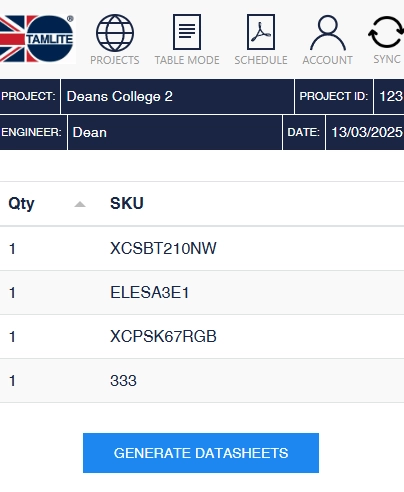 TAMLITE®
PROJECTS TABLE MODE SCHEDULE ACCOUNT SYNC
PROJECT: Deans College 2 PROJECT ID: 123
ENGINEER: Dean DATE: 13/03/2025
Qty SKU
1 XCSBT210NW
1 ELESA3E1
1 XCPSK67RGB
1 333
GENERATE DATASHEETS